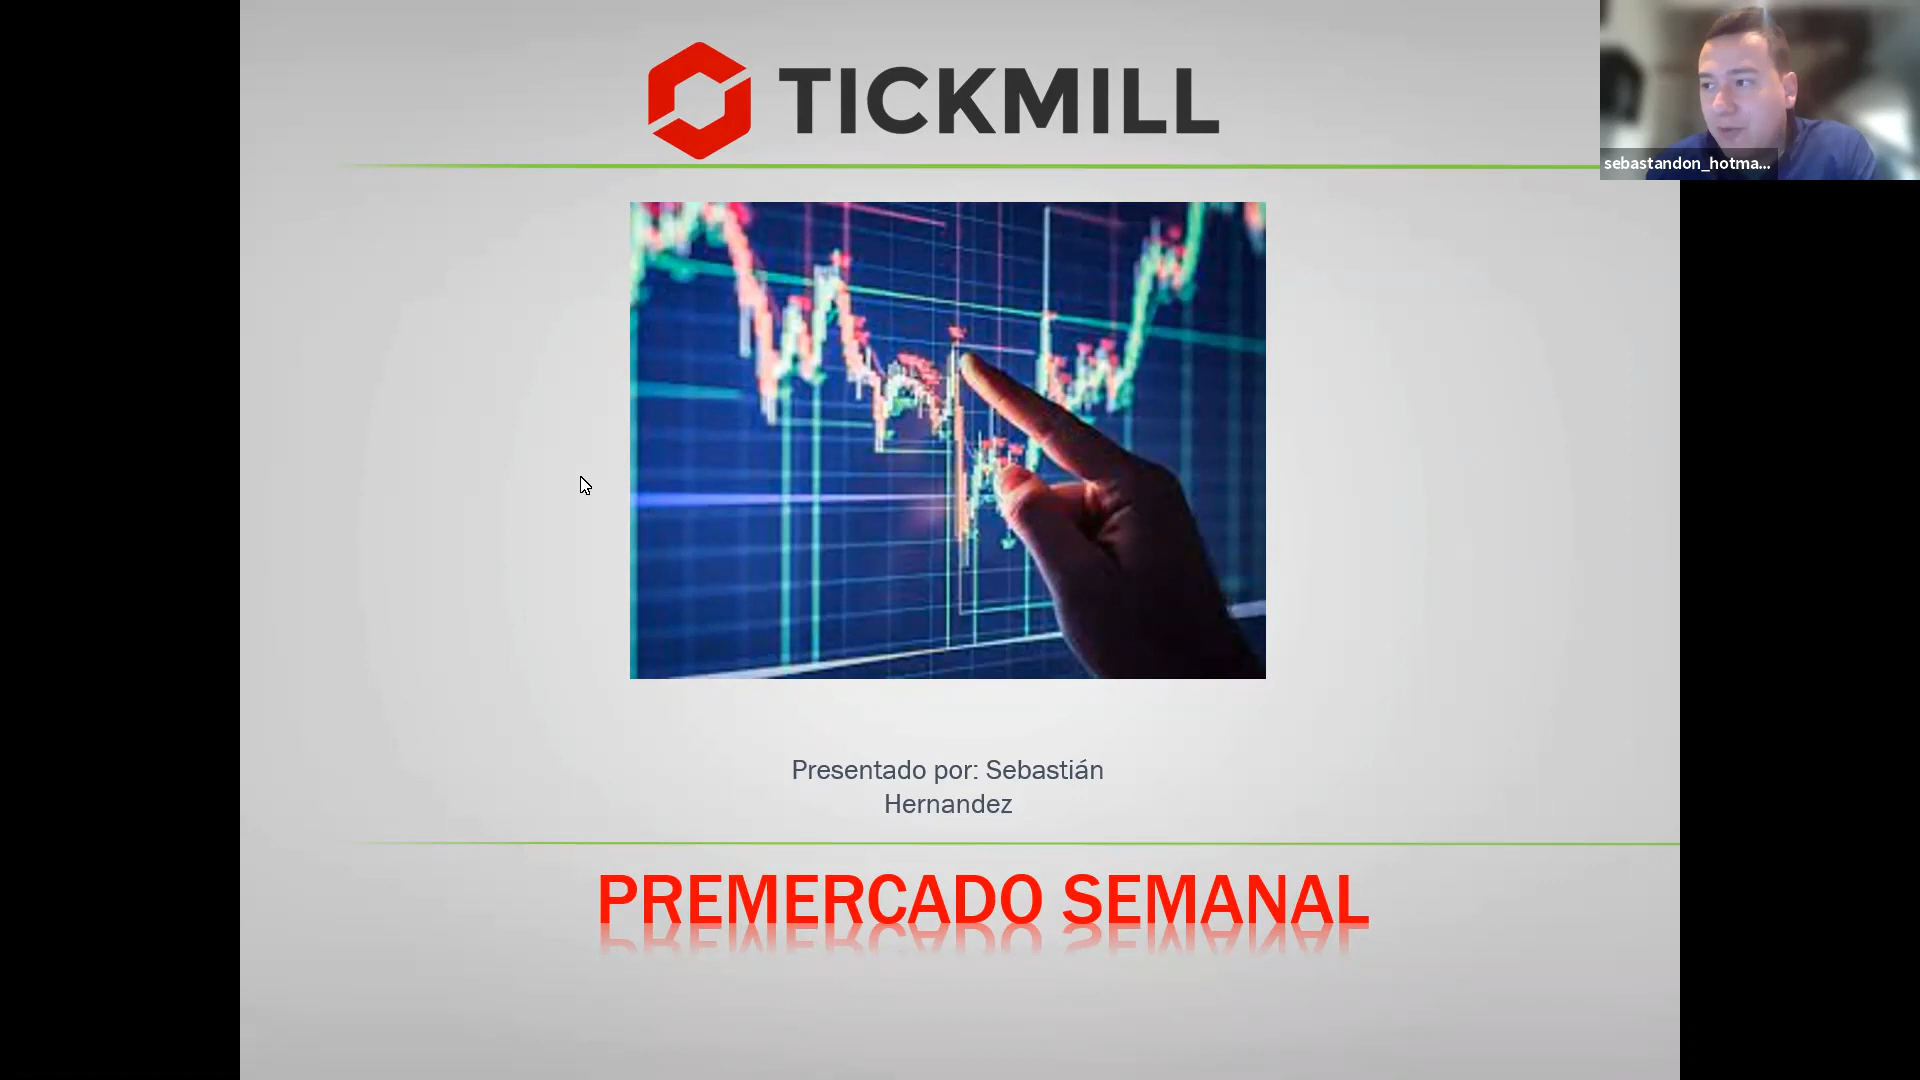 TICKMILL
sebastandon_hotma...
Presentado por: Sebastián
Hernandez
PREMERCADO SEMANAL